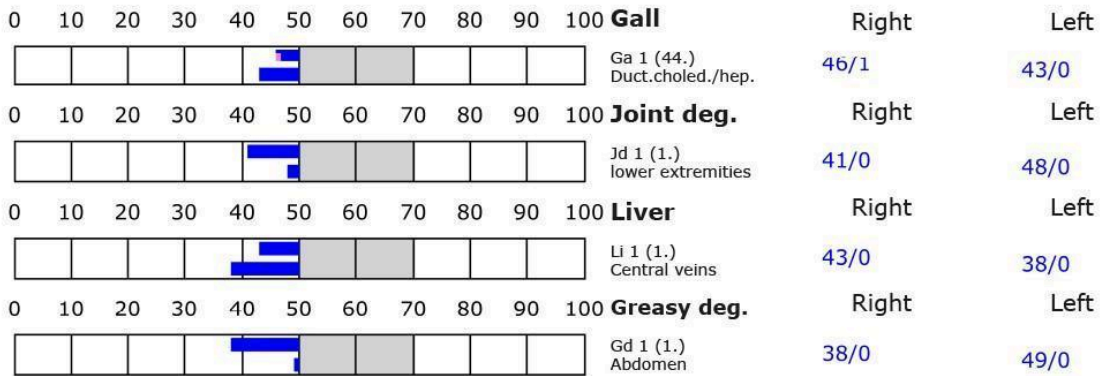 0 10 20 30 40 50 60 70 80 90 100 Gall Right Left
Ga 1 (44.) 46/1 43/0
Duct.choled./hep.
0 10 20 30 40 50 60 70 80 90 100 Joint deg. Right Left
Jd 1 (1.) 41/0 48/0
lower extremities
0 10 20 30 40 50 60 70 80 90 100 Liver Right Left
Li 1 (1.) 43/0 38/0
Central veins
0 10 20 30 40 50 60 70 80 90 100 Greasy deg. Right Left
Gd 1 (1.) 38/0 49/0
Abdomen